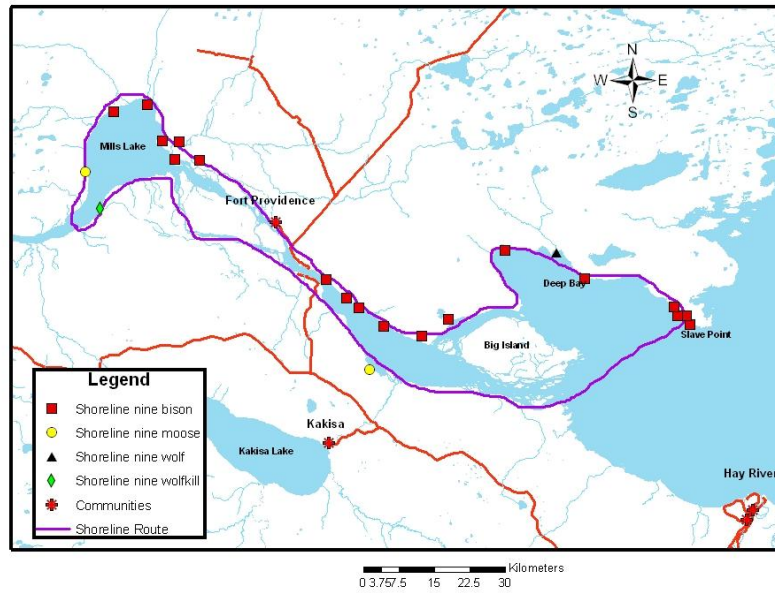 N
W E
S
Mills Lake
Fort Providence
Deep Bay
Slave Point
Big Island
Kakisa
Kakisa Lake
Hay River
Legend
Shoreline nine bison
Shoreline nine moose
Shoreline nine wolf
Shoreline nine wolfkill
Communities
Shoreline Route
Kilometers
0 3.757.5 15 22.5 30